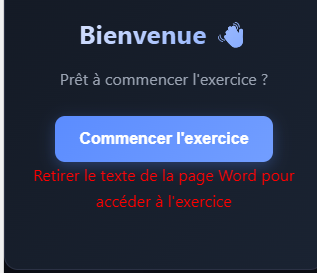 Bienvenue 👋
Prêt à commencer l'exercice ?
Commencer l'exercice
Retirer le texte de la page Word pour
accéder à l'exercice